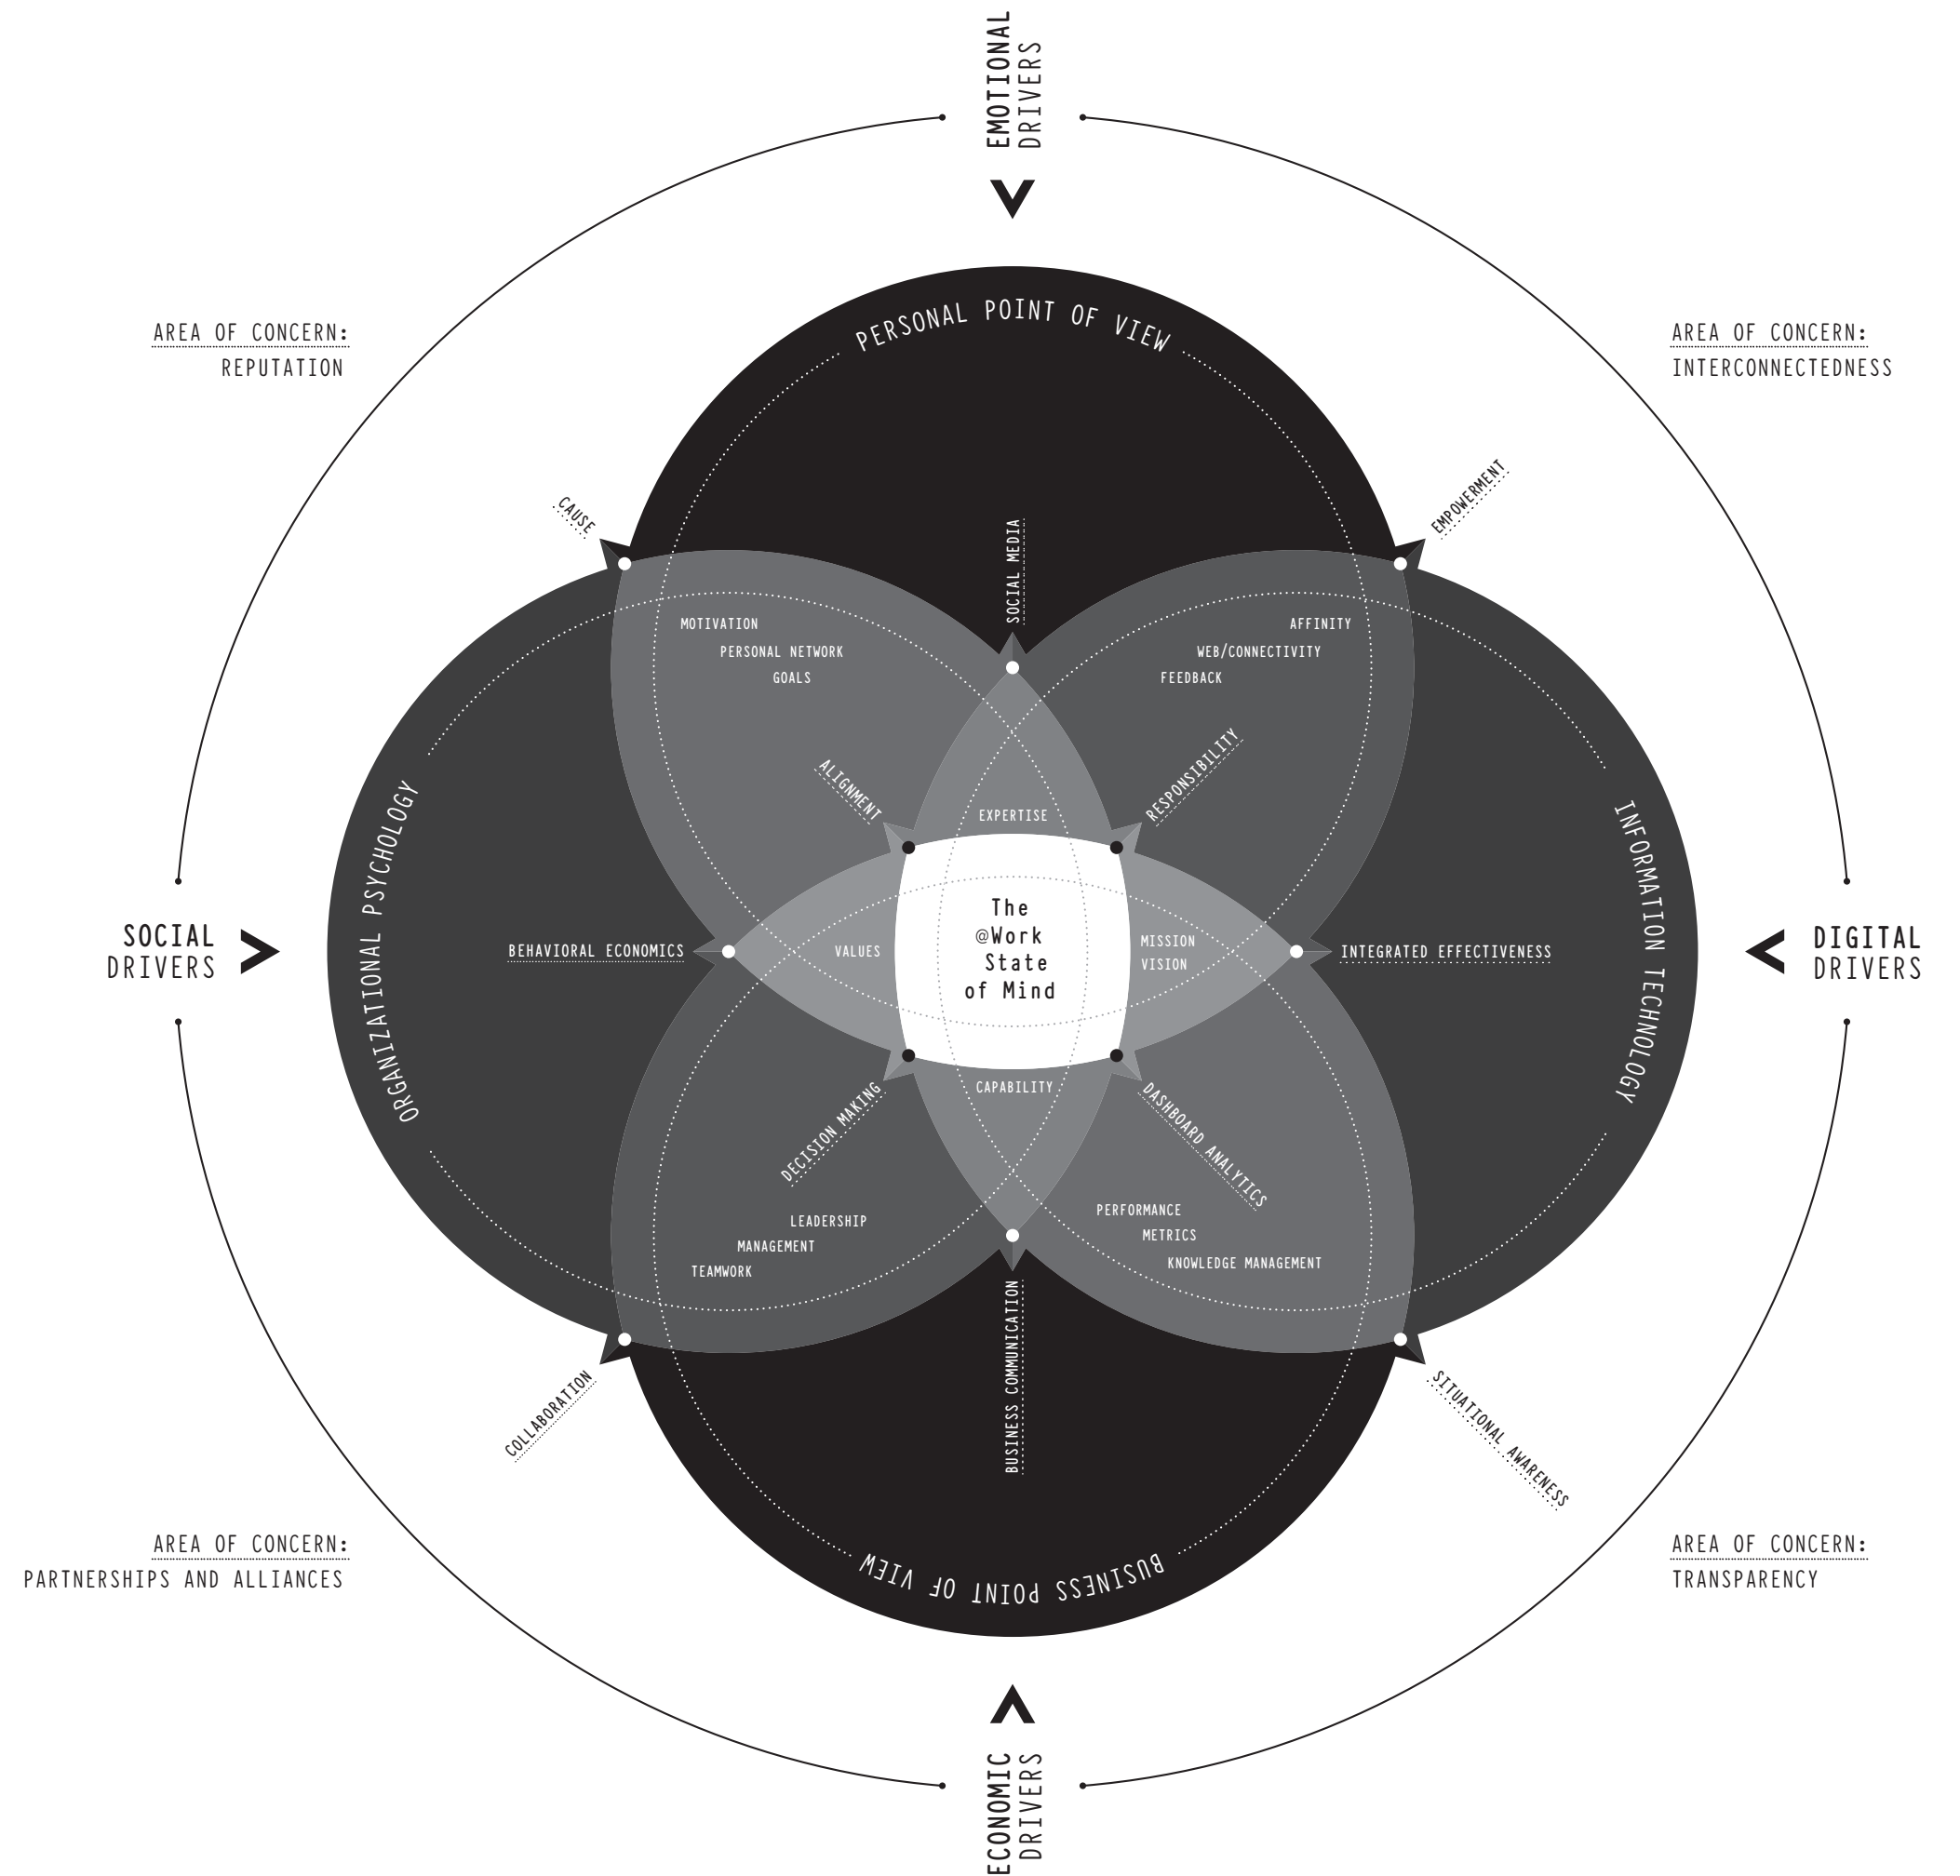 EMOTIONAL
DRIVERS
AREA OF CONCERN:
REPUTATION
AREA OF CONCERN:
INTERCONNECTEDNESS
PERSONAL POINT OF VIEW
CAUSE
EMPOWERMENT
SOCIAL MEDIA
MOTIVATION
PERSONAL NETWORK
GOALS
AFFINITY
WEB/CONNECTIVITY
FEEDBACK
ALIGNMENT
RESPONSIBILITY
EXPERTISE
ORGANIZATIONAL PSYCHOLOGY
INFORMATION TECHNOLOGY
SOCIAL
DRIVERS
BEHAVIORAL ECONOMICS
VALUES
The
@Work
State
of Mind
MISSION
VISION
INTEGRATED EFFECTIVENESS
DIGITAL
DRIVERS
CAPABILITY
DECISION MAKING
DASHBOARD ANALYTICS
LEADERSHIP
MANAGEMENT
TEAMWORK
PERFORMANCE
METRICS
KNOWLEDGE MANAGEMENT
BUSINESS COMMUNICATION
COLLABORATION
SITUATIONAL AWARENESS
BUSINESS POINT OF VIEW
AREA OF CONCERN:
PARTNERSHIPS AND ALLIANCES
AREA OF CONCERN:
TRANSPARENCY
ECONOMIC
DRIVERS